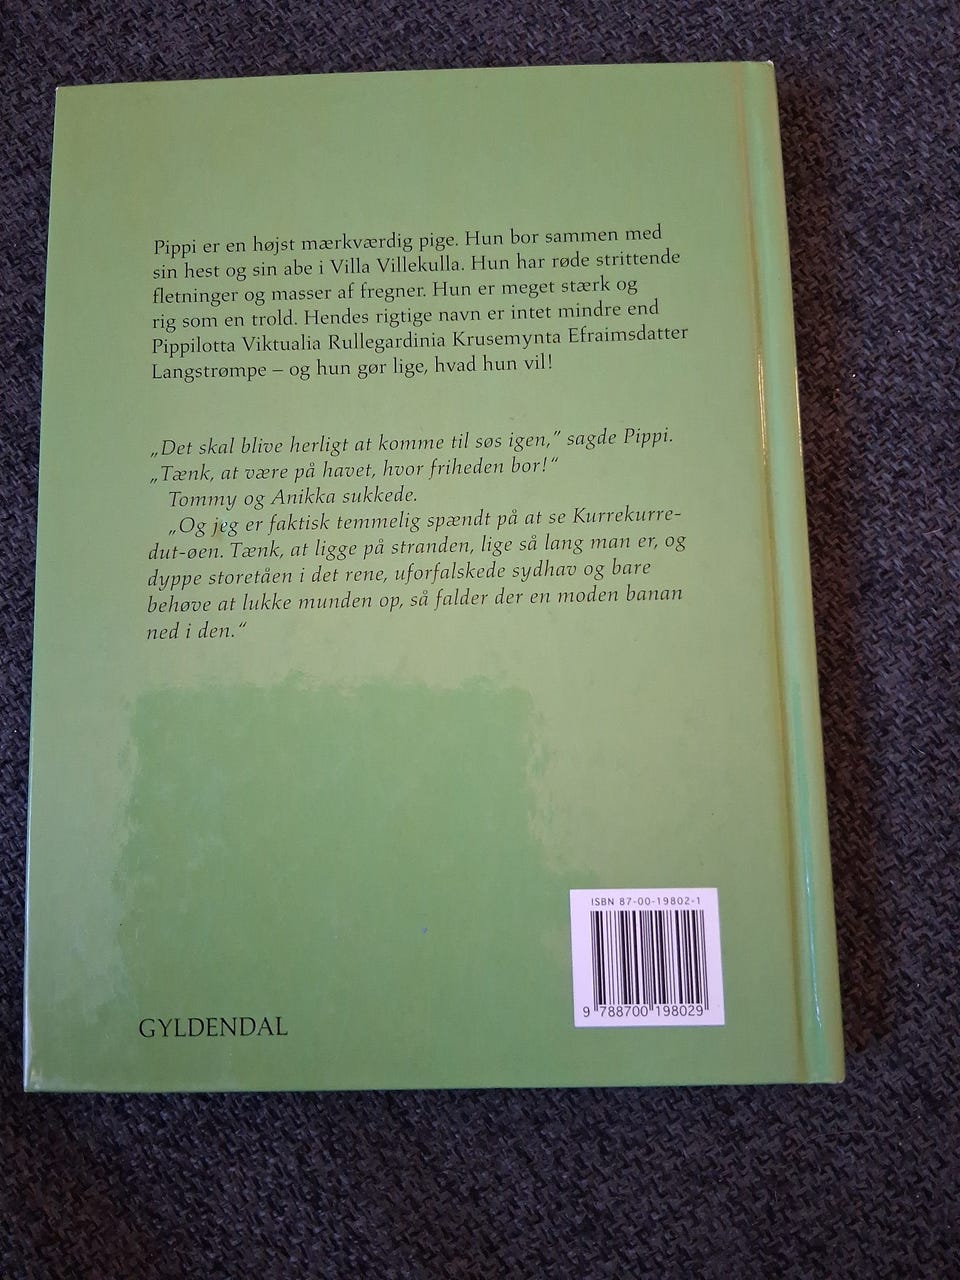 Pippi er en højst mærkværdig pige. Hun bor sammen med
sin hest og sin abe i Villa Villekulla. Hun har røde strittende
fletninger og masser af fregner. Hun er meget stærk og
rig som en trold. Hendes rigtige navn er intet mindre end
Pippilotta Viktualia Rullegardinia Krusemynta Efraimsdatter
Langstrømpe – og hun gør lige, hvad hun vil!
„Det skal blive herligt at komme til søs igen,” sagde Pippi.
„Tænk, at være på havet, hvor friheden bor!“
Tommy og Anikka sukkede.
„Og jeg er faktisk temmelig spændt på at se Kurrekurre-
dut-øen. Tænk, at ligge på stranden, lige så lang man er, og
dyppe storetåen i det rene, uforfalskede sydhav og bare
behøve at lukke munden op, så falder der en moden banan
ned i den.“
ISBN 87-00-19802-1
9 788700 198029
GYLDENDAL